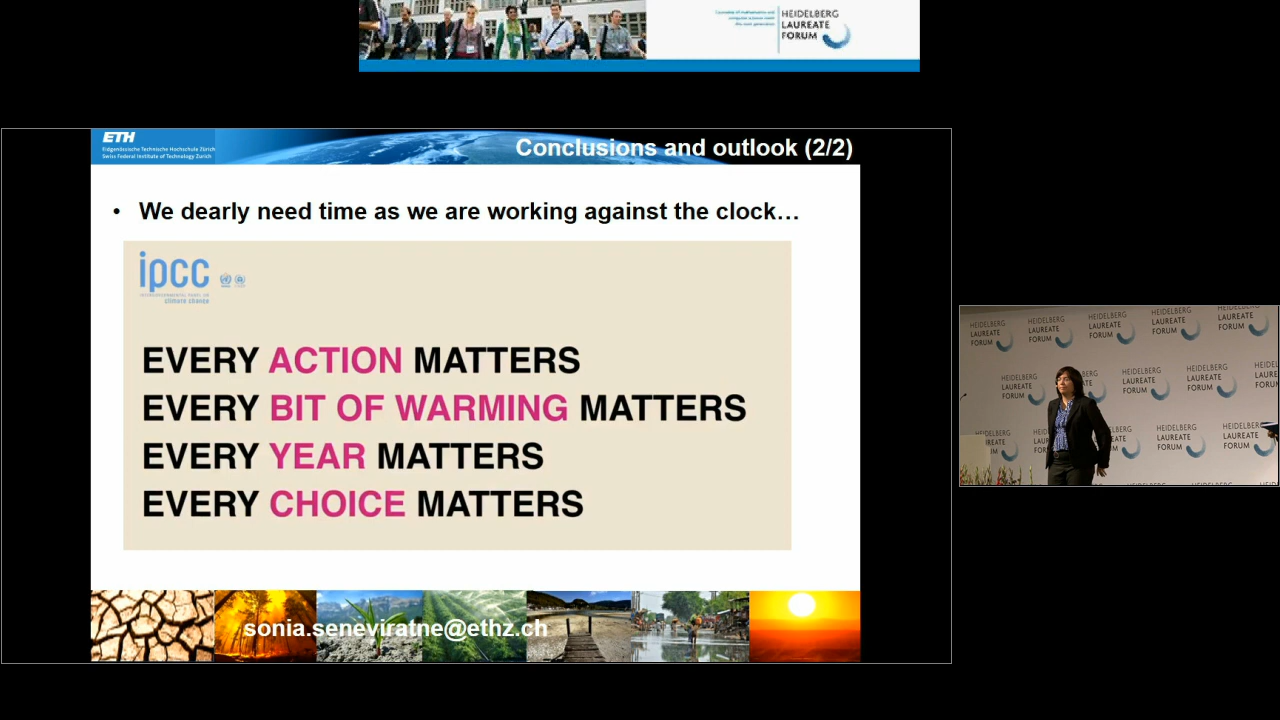 HEIDELBERG
LAUREATE
FORUM
ETH
Eidgenössische Technische Hochschule Zürich
Swiss Federal Institute of Technology Zurich
Conclusions and outlook (2/2)
• We dearly need time as we are working against the clock…
ipcc
climate change
EVERY ACTION MATTERS
EVERY BIT OF WARMING MATTERS
EVERY YEAR MATTERS
EVERY CHOICE MATTERS
sonia.seneviratne@ethz.ch
HEIDELBERG
LAUREATE
FORUM